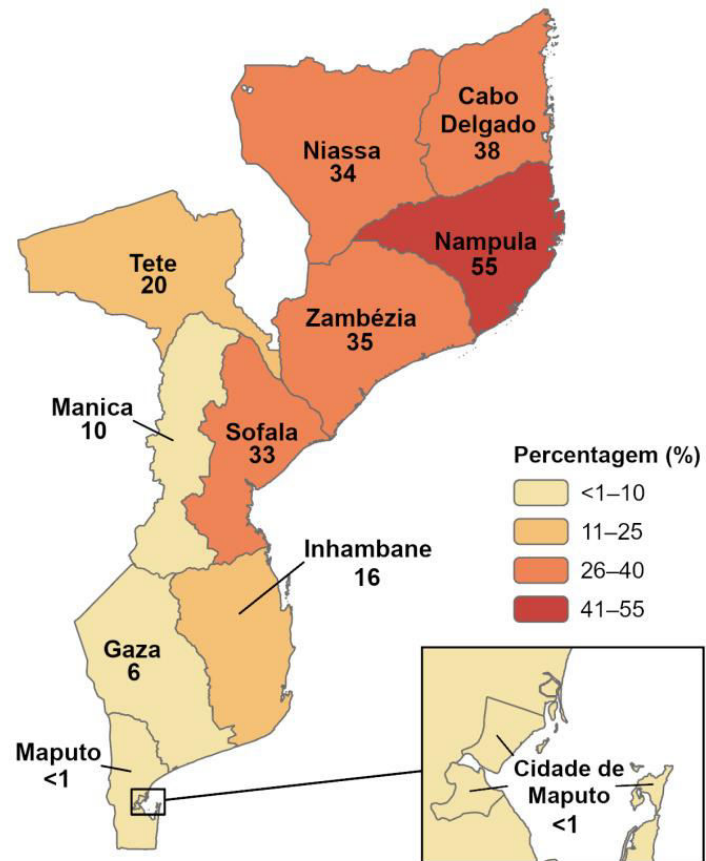 Cabo
Delgado
38
Niassa
34
Nampula
55
Tete
20
Zambézia
35
Manica
10
Sofala
33
Percentagem (%)
<1–10
11–25
26–40
41–55
Inhambane
16
Gaza
6
Maputo
<1
Cidade de
Maputo
<1